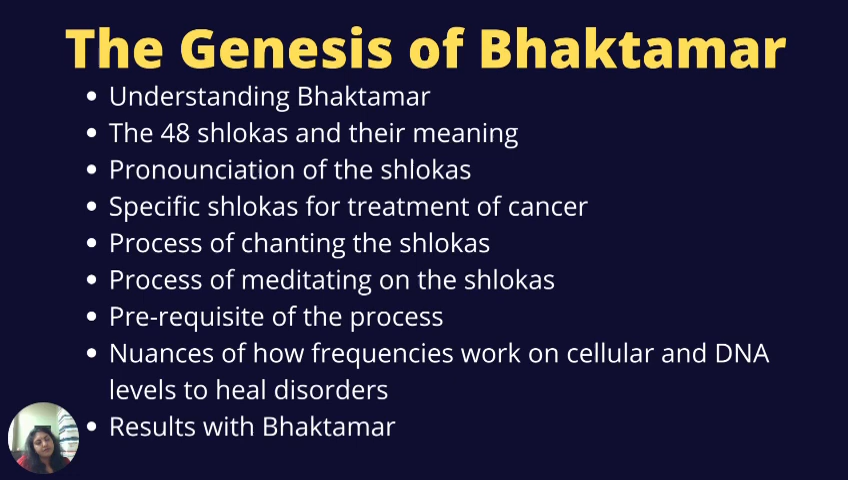 The Genesis of Bhaktamar
• Understanding Bhaktamar
• The 48 shlokas and their meaning
• Pronounciation of the shlokas
• Specific shlokas for treatment of cancer
• Process of chanting the shlokas
• Process of meditating on the shlokas
• Pre-requisite of the process
• Nuances of how frequencies work on cellular and DNA
levels to heal disorders
• Results with Bhaktamar